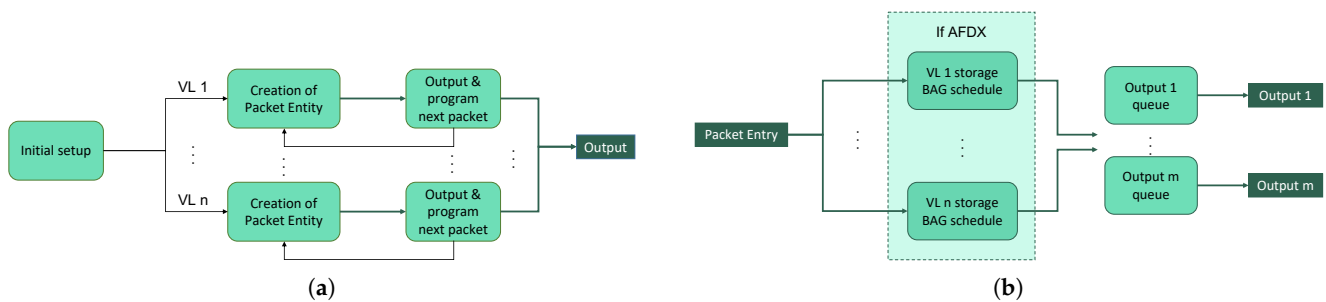 VL 1
Creation of
Packet Entity
Output &
program
next packet
Initial setup
Output
VL n
Creation of
Packet Entity
Output &
program
next packet
(a)
If AFDX
VL 1 storage
BAG schedule
Packet Entry
VL n storage
BAG schedule
Output 1
queue
Output 1
Output m
queue
Output m
(b)